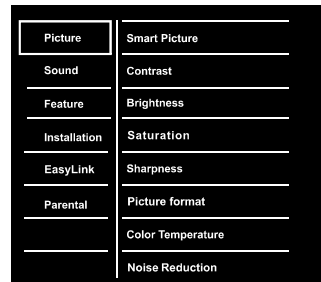 Picture
Sound
Feature
Installation
EasyLink
Parental
Smart Picture
Contrast
Brightness
Saturation
Sharpness
Picture format
Color Temperature
Noise Reduction